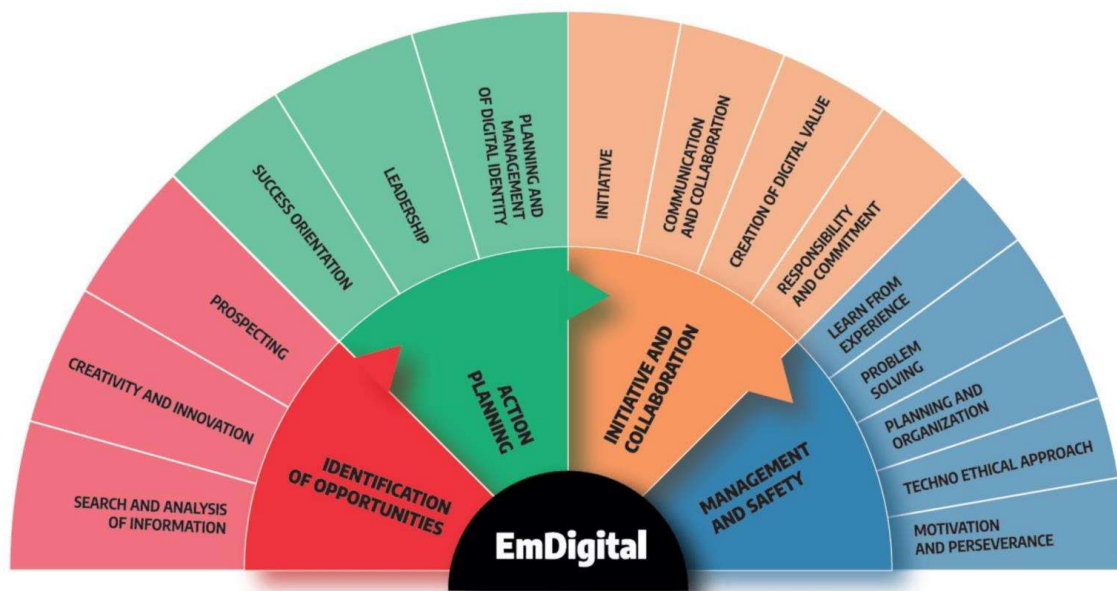 SEARCH AND ANALYSIS
OF INFORMATION
CREATIVITY AND INNOVATION
PROSPECTING
SUCCESS ORIENTATION
LEADERSHIP
PLANNING AND
MANAGEMENT
OF DIGITAL IDENTITY
INITIATIVE
COMMUNICATION
AND COLLABORATION
CREATION OF DIGITAL VALUE
RESPONSIBILITY
AND COMMITMENT
LEARN FROM
EXPERIENCE
PROBLEM
SOLVING
PLANNING AND
ORGANIZATION
TECHNO ETHICAL APPROACH
MOTIVATION
AND PERSEVERANCE
IDENTIFICATION
OF OPPORTUNITIES
ACTION
PLANNING
INITIATIVE AND
COLLABORATION
MANAGEMENT
AND SAFETY
EmDigital